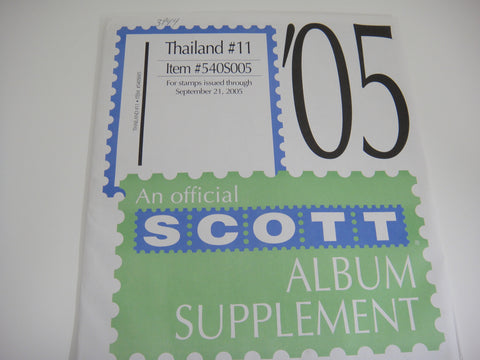 Thailand #11
Item #540S005
For stamps issued through
September 21, 2005
'05
An official
SCOTT
ALBUM
SUPPLEMENT